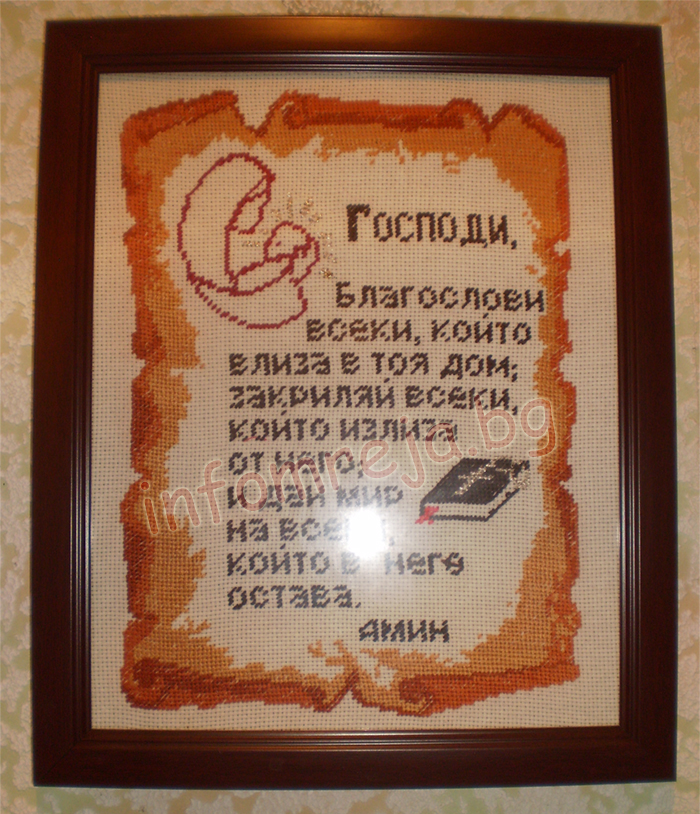 Господи,
Благослови
всеки, който
влиза в тоя дом;
закриляй всеки,
който излиза
от него;
и дай мир
на всеки,
който в него
остава.
амин
infomreja.bg